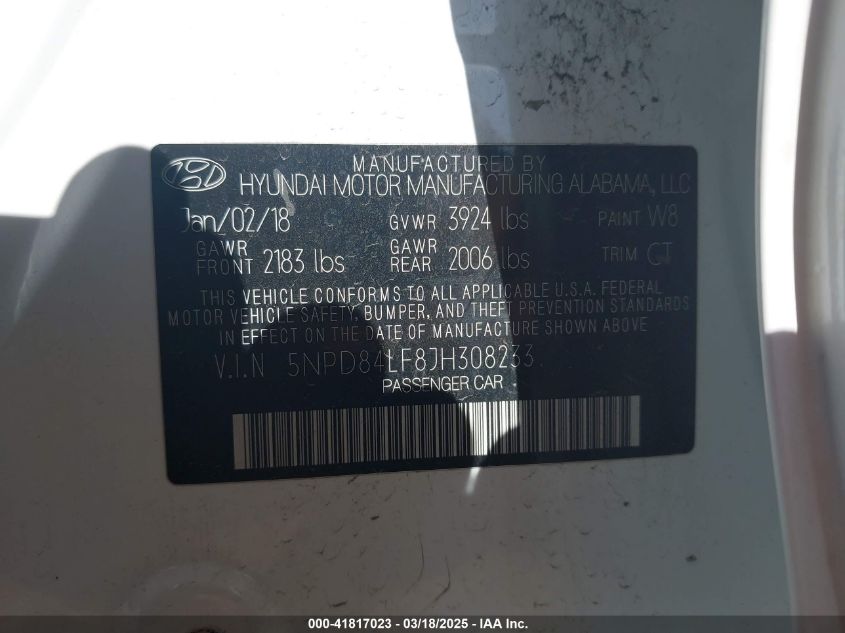 MANUFACTURED BY
HYUNDAI MOTOR MANUFACTURING ALABAMA, LLC
Jan/02/18 GVWR 3924 lbs PAINT W8
GAWR FRONT 2183 lbs GAWR REAR 2006 lbs TRIM CT
THIS VEHICLE CONFORMS TO ALL APPLICABLE U.S.A. FEDERAL
MOTOR VEHICLE SAFETY, BUMPER, AND THEFT PREVENTION STANDARDS
IN EFFECT ON THE DATE OF MANUFACTURE SHOWN ABOVE
V.I.N 5NPD84LF8JH308233
PASSENGER CAR
000-41817023 - 03/18/2025 - IAA Inc.